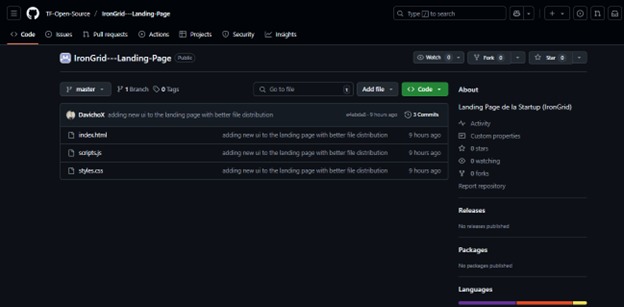 TF-Open-Source / IronGrid---Landing-Page
Type / to search
Code Issues Pull requests Actions Projects Security Insights
IronGrid---Landing-Page Public
Watch 0 Fork 0 Star 0
master 1 Branch 0 Tags Go to file Add file Code
DavichoX adding new ui to the landing page with better file distribution 9 hours ago 3 Commits
index.html adding new ui to the landing page with better file distribution 9 hours ago
scripts.js adding new ui to the landing page with better file distribution 9 hours ago
styles.css adding new ui to the landing page with better file distribution 9 hours ago
About
Landing Page de la Startup (IronGrid)
Activity
Custom properties
0 stars
0 watching
0 forks
Report repository
Releases
No releases published
Packages
No packages published
Languages